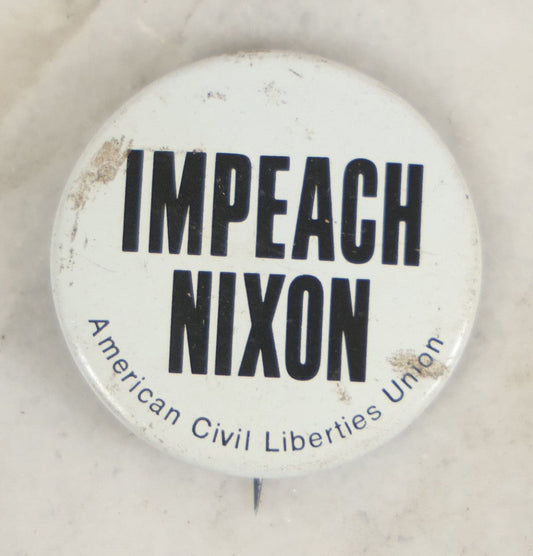 IMPEACH
NIXON
American Civil Liberties Union